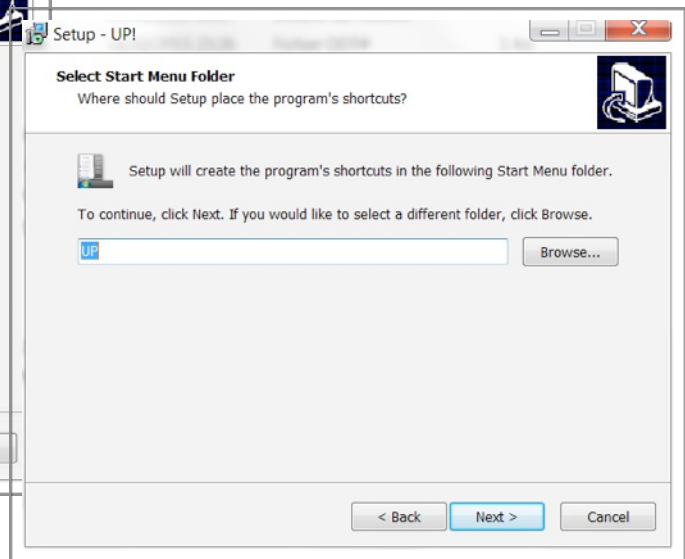 Setup - UP!
Select Start Menu Folder
Where should Setup place the program's shortcuts?
Setup will create the program's shortcuts in the following Start Menu folder.
To continue, click Next. If you would like to select a different folder, click Browse.
UP
Browse...
< Back
Next >
Cancel